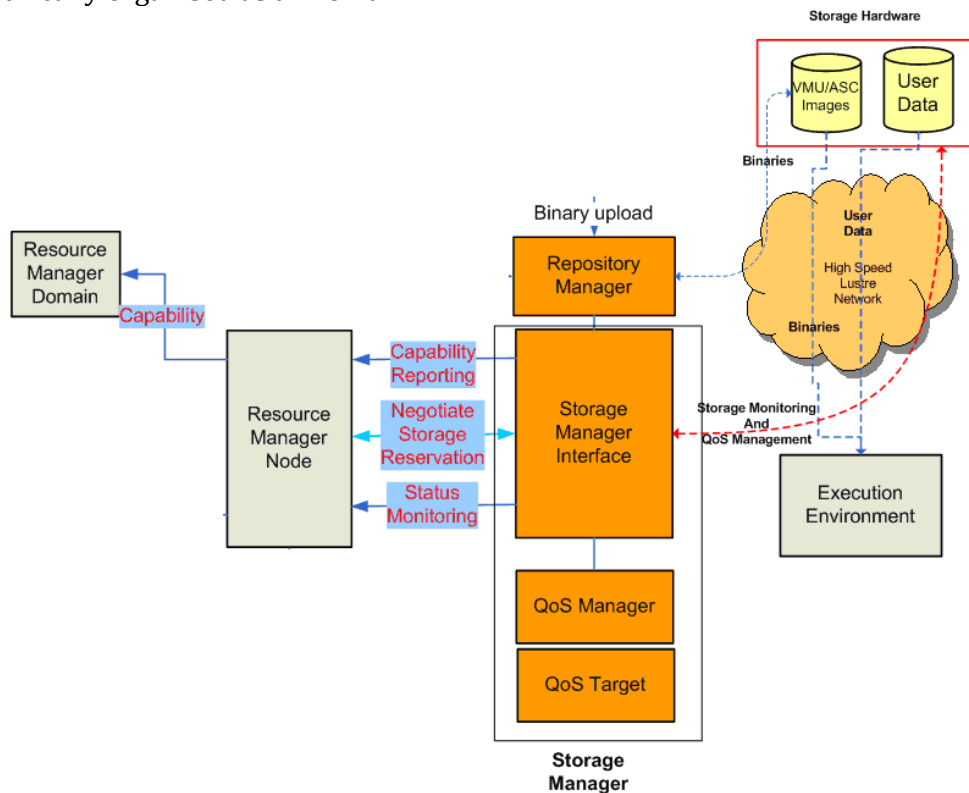 Storage Hardware
VMU/ASC
Images
User
Data
Binaries
Binary upload
User
Data
High Speed
Lustre
Network
Binaries
Resource
Manager
Domain
Repository
Manager
Capability
Capability
Reporting
Resource
Manager
Node
Negotiate
Storage
Reservation
Storage
Manager
Interface
Storage Monitoring
And
QoS Management
Status
Monitoring
Execution
Environment
QoS Manager
QoS Target
Storage
Manager